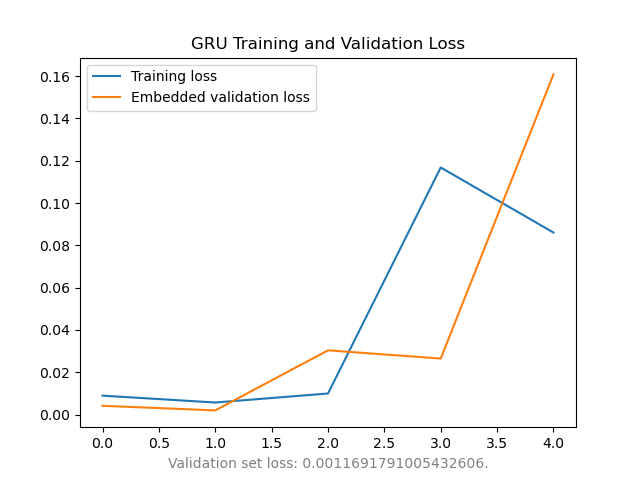 GRU Training and Validation Loss
Training loss
Embedded validation loss
0.16
0.14
0.12
0.10
0.08
0.06
0.04
0.02
0.00
0.0 0.5 1.0 1.5 2.0 2.5 3.0 3.5 4.0
Validation set loss: 0.0011691791005432606.